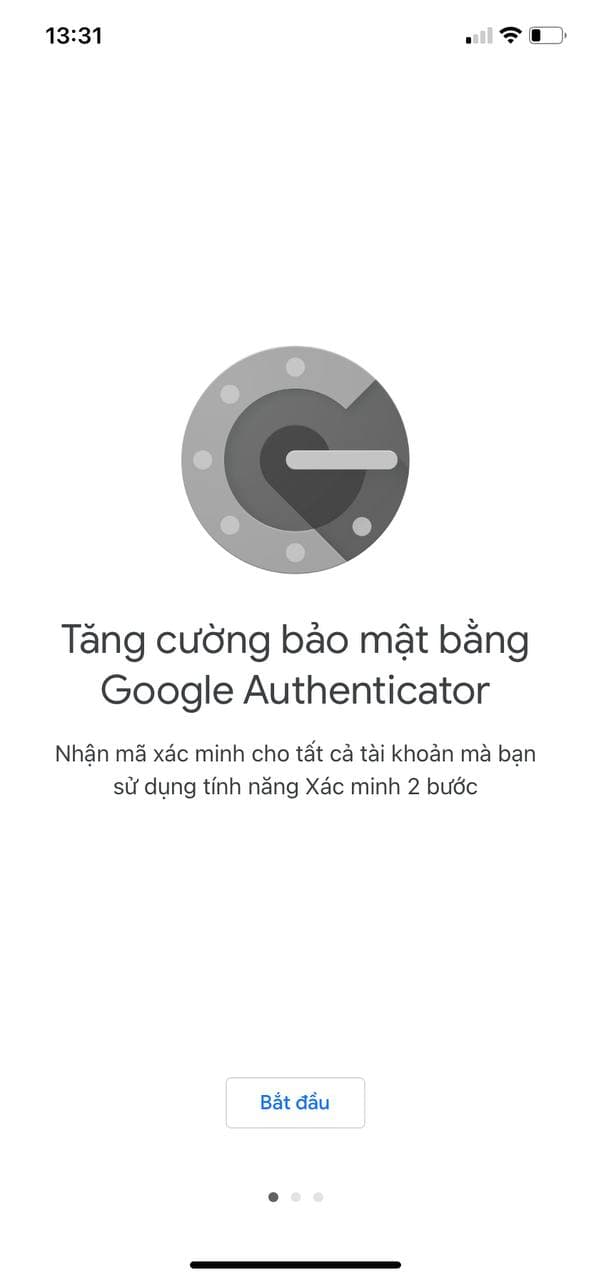 13:31
Tăng cường bảo mật bằng
Google Authenticator
Nhận mã xác minh cho tất cả tài khoản mà bạn
sử dụng tính năng Xác minh 2 bước
Bắt đầu